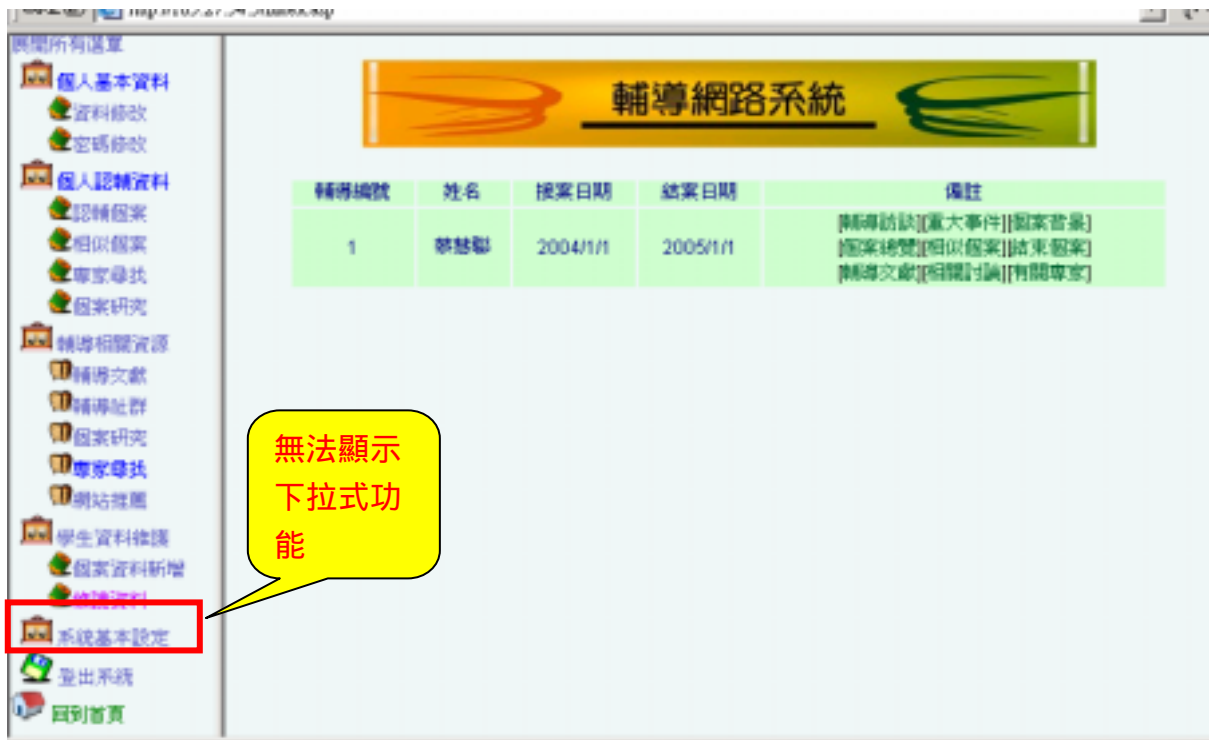 展開所有選單
個人基本資料
資料修改
密碼修改
個人認輔資料
認輔個案
相似個案
專家尋找
個案研究
輔導相關資源
輔導文獻
輔導社群
個案研究
專家尋找
網站推薦
學生資料維護
個案資料新增
維護資料
系統基本設定
登出系統
回到首頁
輔導網路系統
輔導編號 姓名 接案日期 結案日期 備註
1 2004/1/1 2005/1/1
[輔導訪談][重大事件][個案背景]
[個案總覽][相似個案][結束個案]
[輔導文獻][相關討論][有關專家]
無法顯示
下拉式功
能